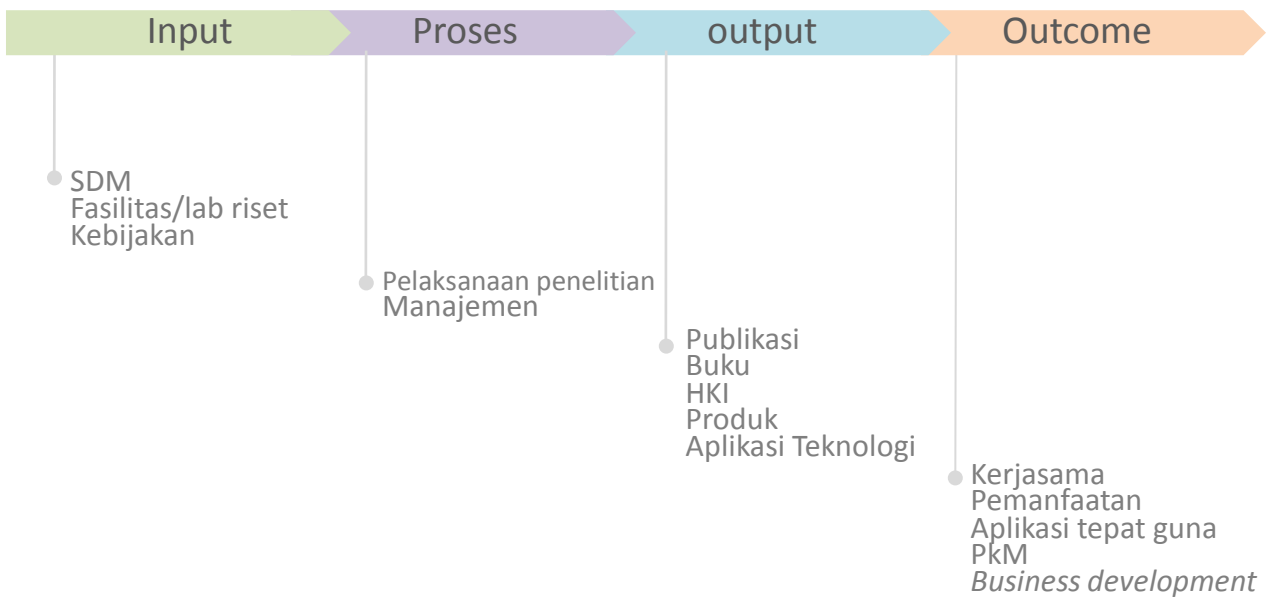 Input
Proses
output
Outcome
SDM
Fasilitas/lab riset
Kebijakan
Pelaksanaan penelitian
Manajemen
Publikasi
Buku
HKI
Produk
Aplikasi Teknologi
Kerjasama
Pemanfaatan
Aplikasi tepat guna
PkM
Business development